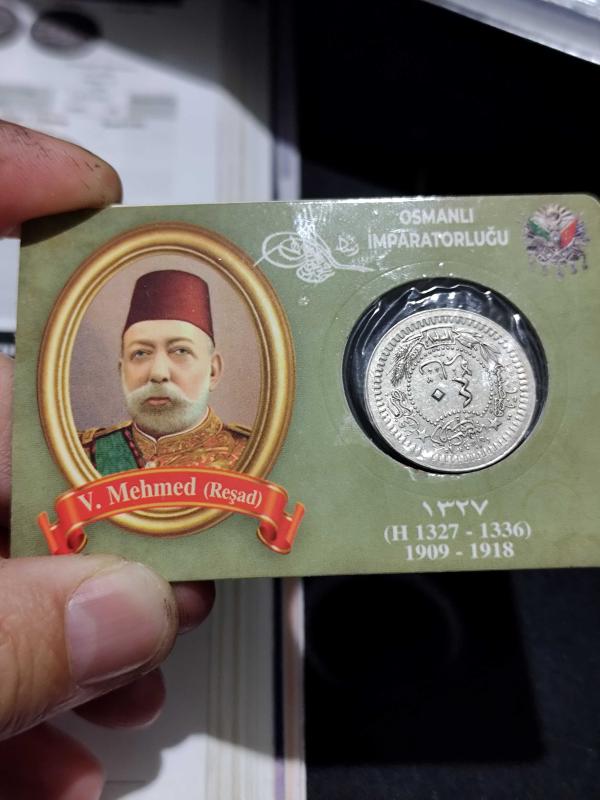 OSMANLI
İMPARATORLUĞU
V. Mehmed (Reşad)
١٣٢٧
(H 1327 - 1336)
1909 - 1918